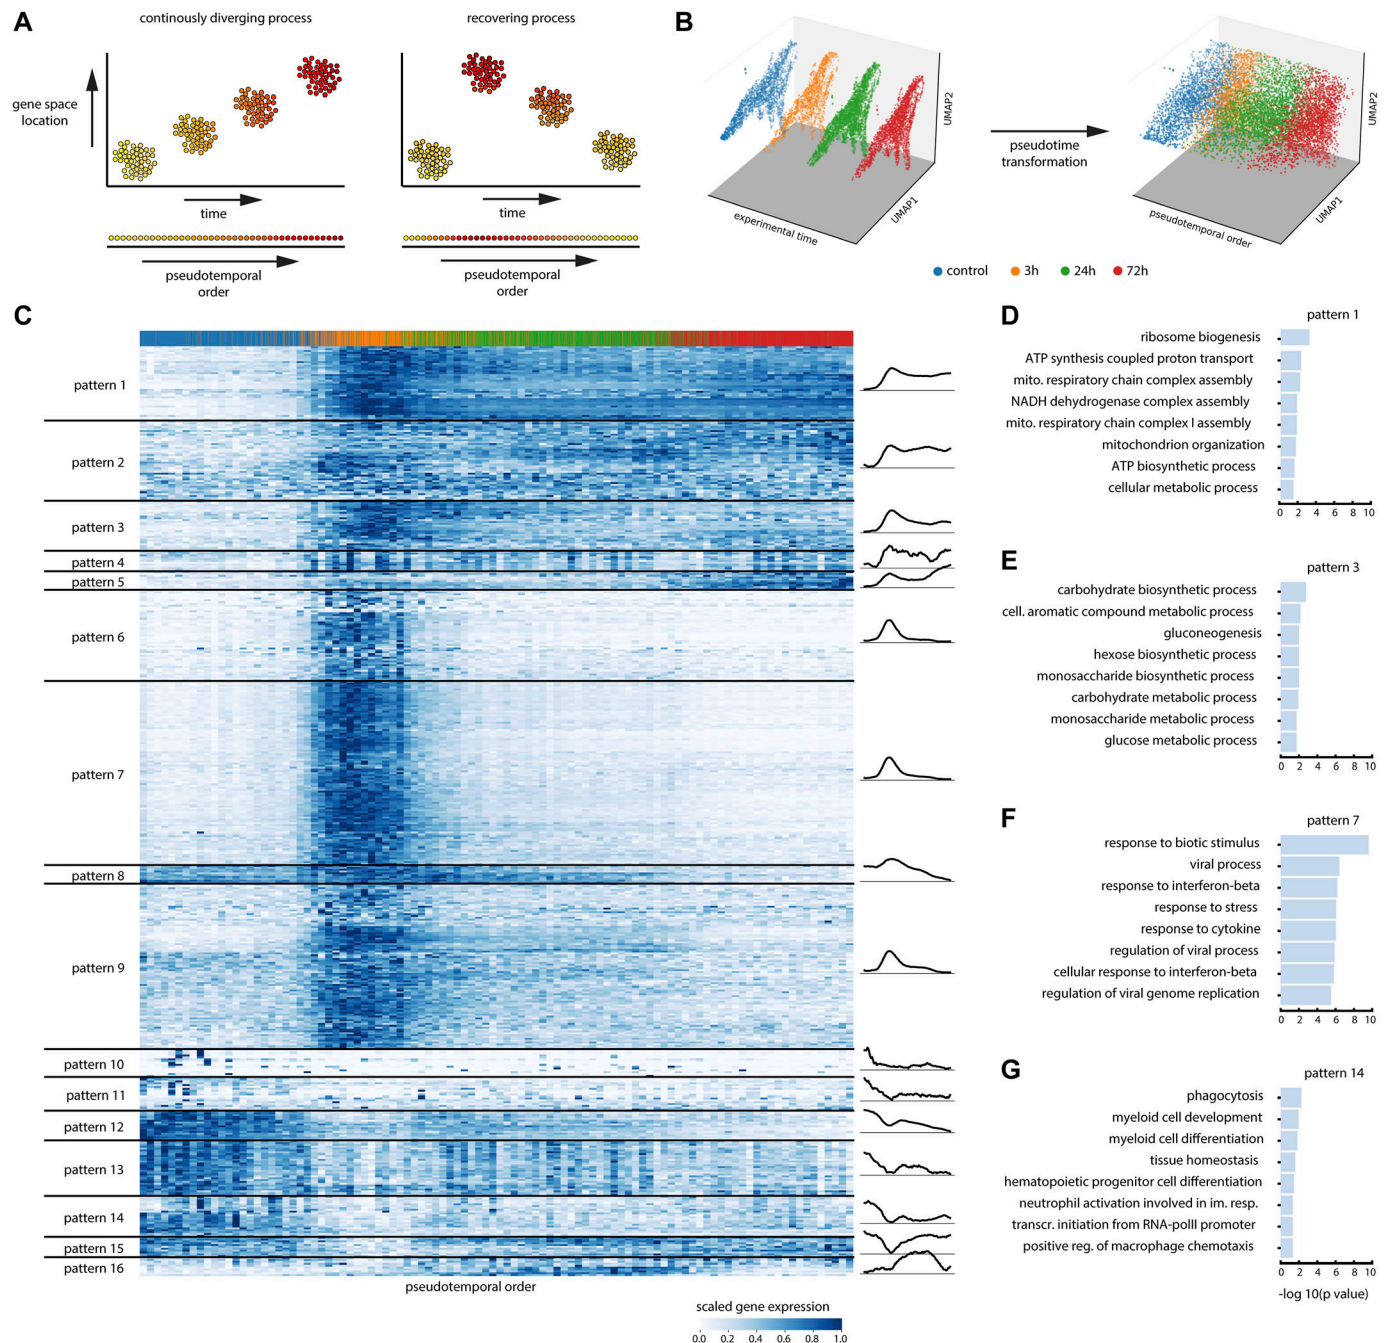 A
continously diverging process
recovering process
gene space
location
time
time
pseudotemporal
order
pseudotemporal
order
B
UMAP2
UMAP1
experimental time
pseudotime
transformation
UMAP2
UMAP1
pseudotemporal order
control
3h
24h
72h
C
pattern 1
pattern 2
pattern 3
pattern 4
pattern 5
pattern 6
pattern 7
pattern 8
pattern 9
pattern 10
pattern 11
pattern 12
pattern 13
pattern 14
pattern 15
pattern 16
pseudotemporal order
scaled gene expression
0.0 0.2 0.4 0.6 0.8 1.0
D
pattern 1
ribosome biogenesis
ATP synthesis coupled proton transport
mito. respiratory chain complex assembly
NADH dehydrogenase complex assembly
mito. respiratory chain complex I assembly
mitochondrion organization
ATP biosynthetic process
cellular metabolic process
0 2 4 6 8 10
E
pattern 3
carbohydrate biosynthetic process
cell. aromatic compound metabolic process
gluconeogenesis
hexose biosynthetic process
monosaccharide biosynthetic process
carbohydrate metabolic process
monosaccharide metabolic process
glucose metabolic process
0 2 4 6 8 10
F
pattern 7
response to biotic stimulus
viral process
response to interferon-beta
response to stress
response to cytokine
regulation of viral process
cellular response to interferon-beta
regulation of viral genome replication
0 2 4 6 8 10
G
pattern 14
phagocytosis
myeloid cell development
myeloid cell differentiation
tissue homeostasis
hematopoietic progenitor cell differentiation
neutrophil activation involved in im. resp.
transcr. initiation from RNA-polII promoter
positive reg. of macrophage chemotaxis
0 2 4 6 8 10
-log 10(p value)